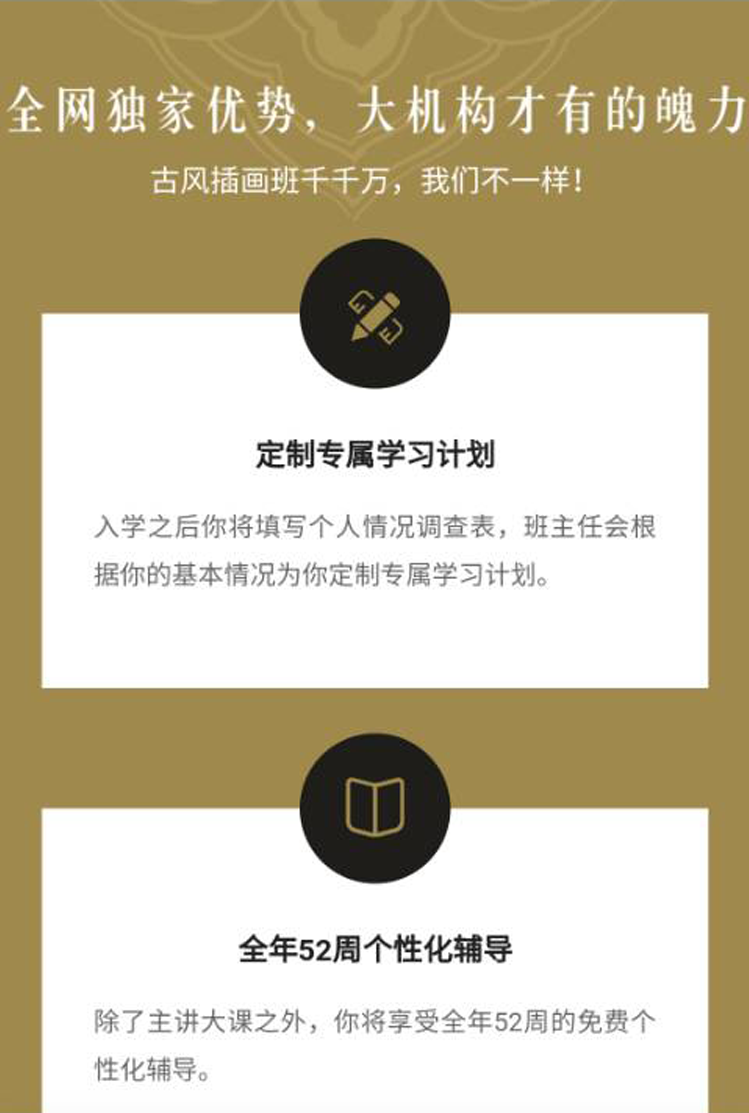 全网独家优势，大机构才有的魄力
古风插画班千千万，我们不一样！
定制专属学习计划
入学之后你将填写个人情况调查表，班主任会根
据你的基本情况为你定制专属学习计划。
全年52周个性化辅导
除了主讲大课之外，你将享受全年52周的免费个
性化辅导。